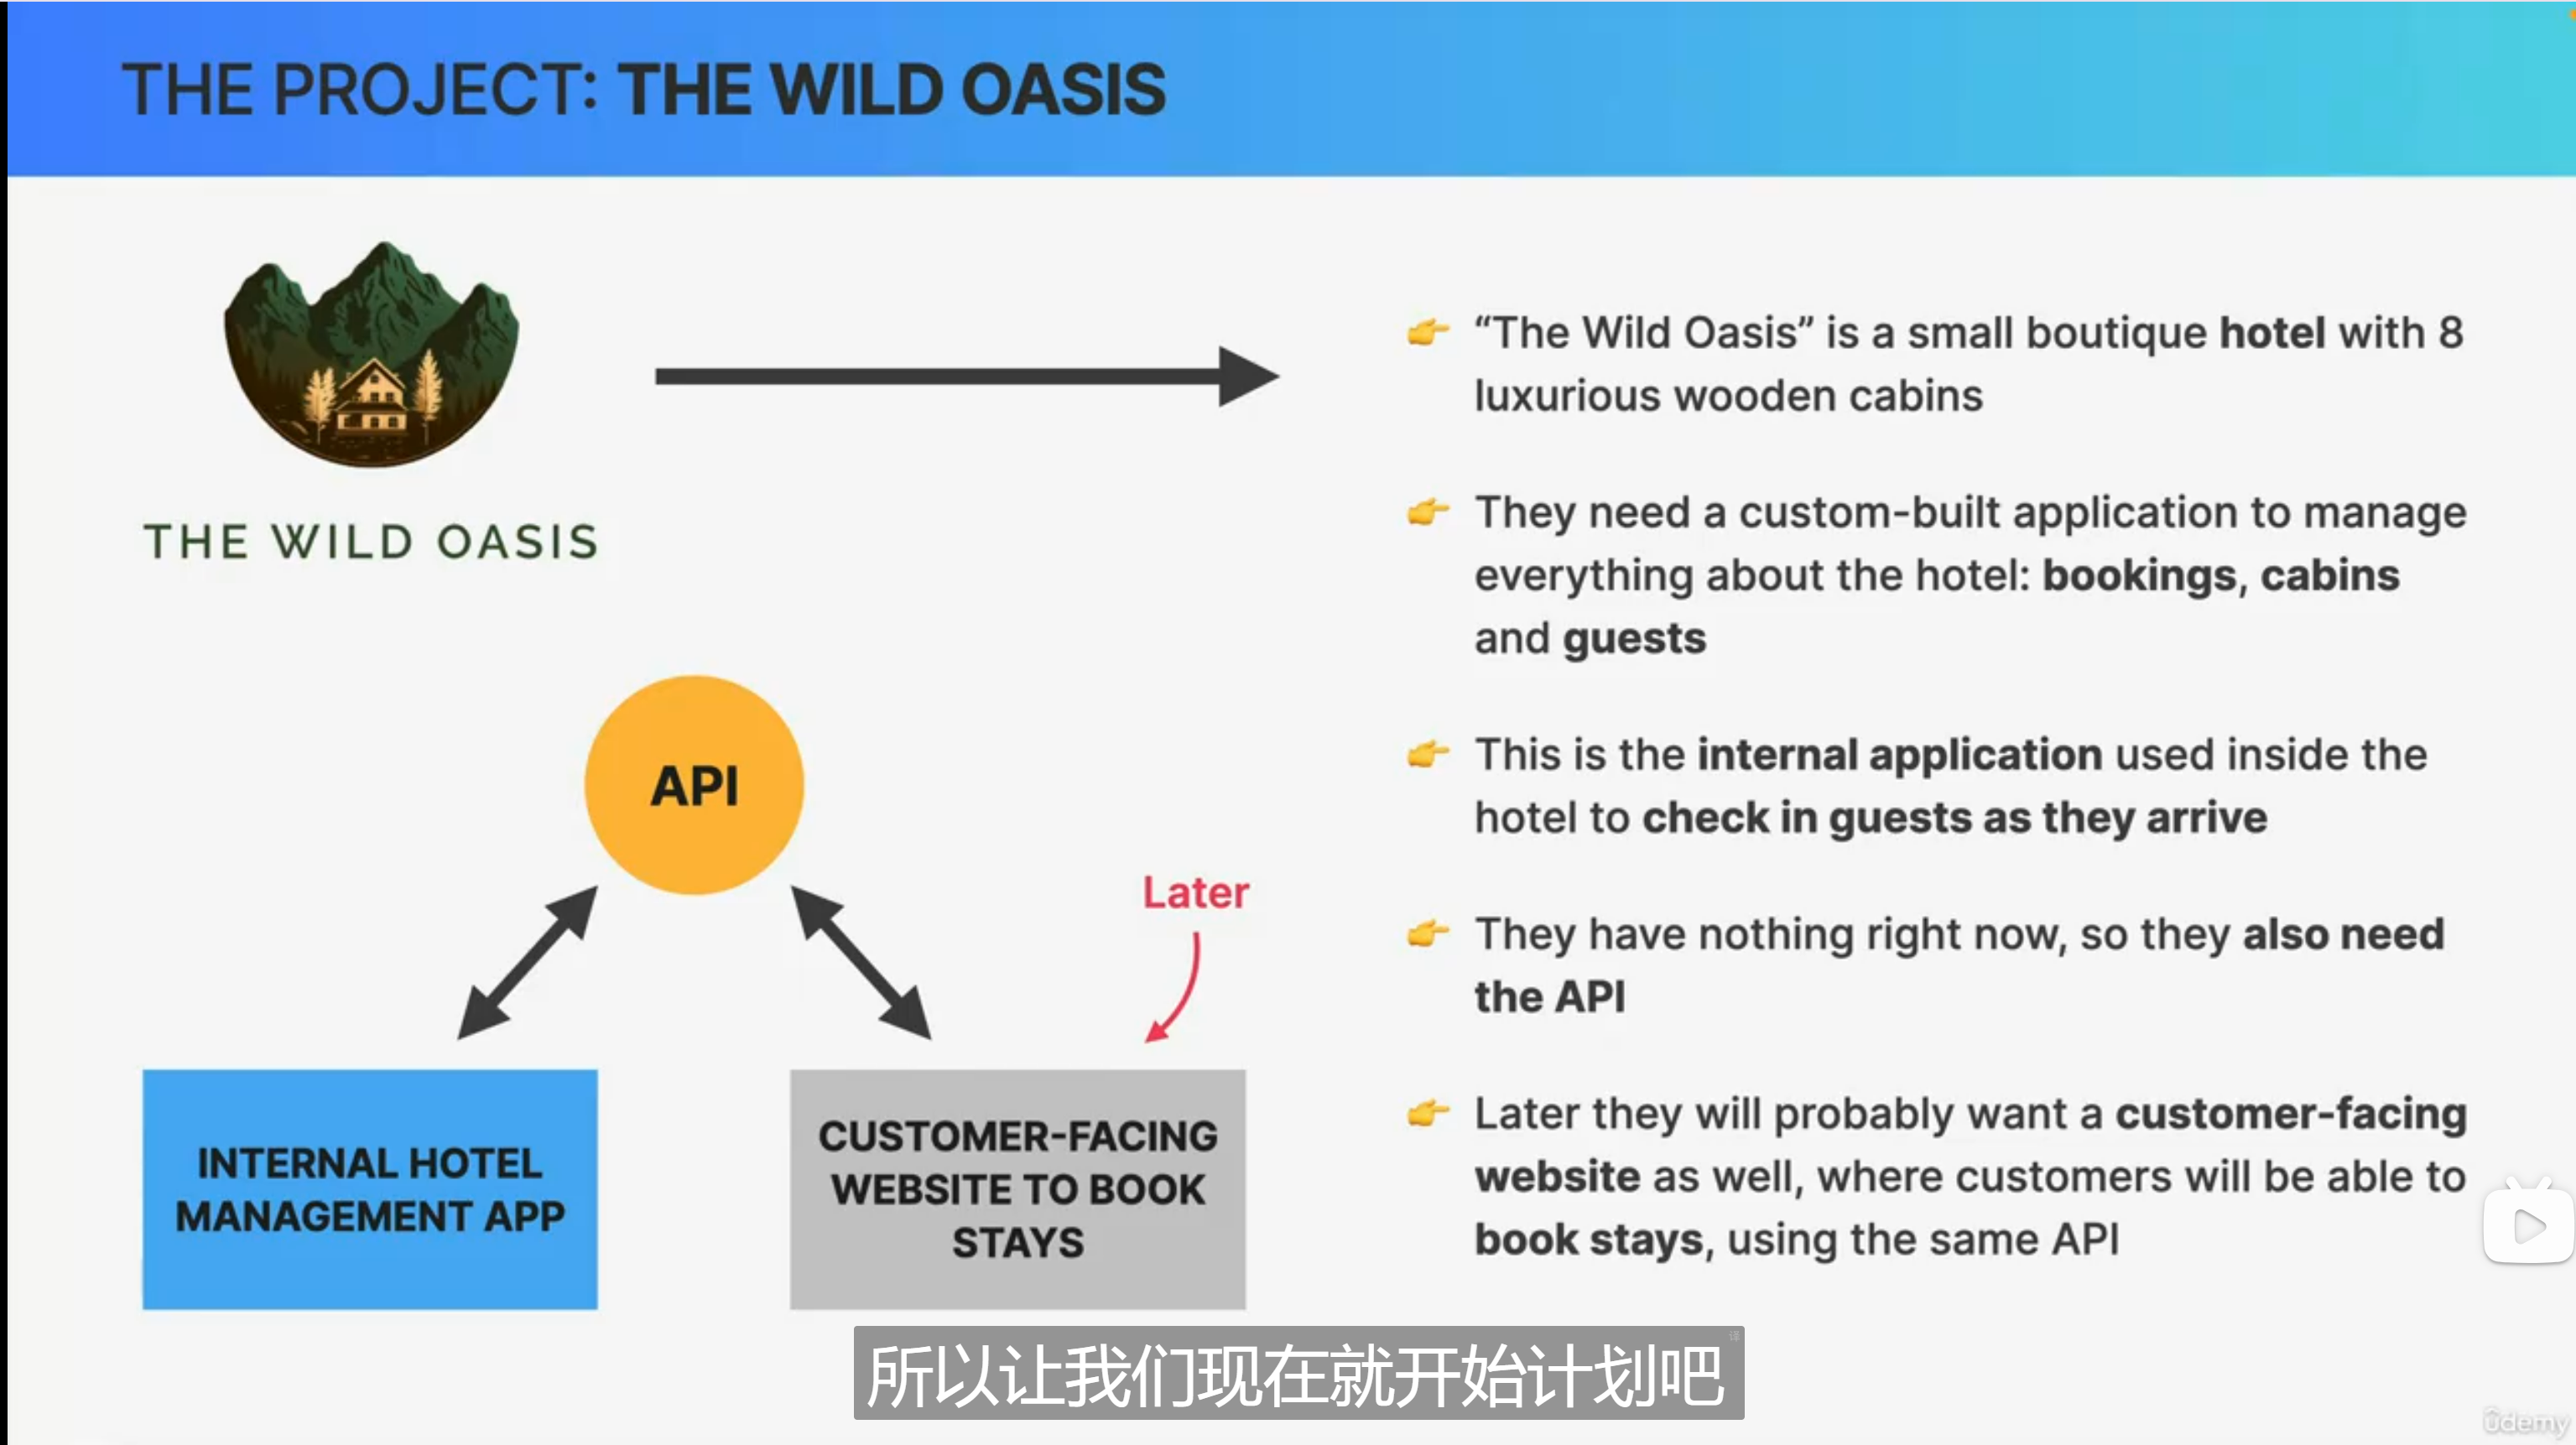 THE PROJECT: THE WILD OASIS
THE WILD OASIS
“The Wild Oasis” is a small boutique hotel with 8
luxurious wooden cabins
They need a custom-built application to manage
everything about the hotel: bookings, cabins
and guests
This is the internal application used inside the
hotel to check in guests as they arrive
They have nothing right now, so they also need
the API
Later they will probably want a customer-facing
website as well, where customers will be able to
book stays, using the same API
API
Later
INTERNAL HOTEL
MANAGEMENT APP
CUSTOMER-FACING
WEBSITE TO BOOK
STAYS
译
所以让我们现在就开始计划吧
ûdemy